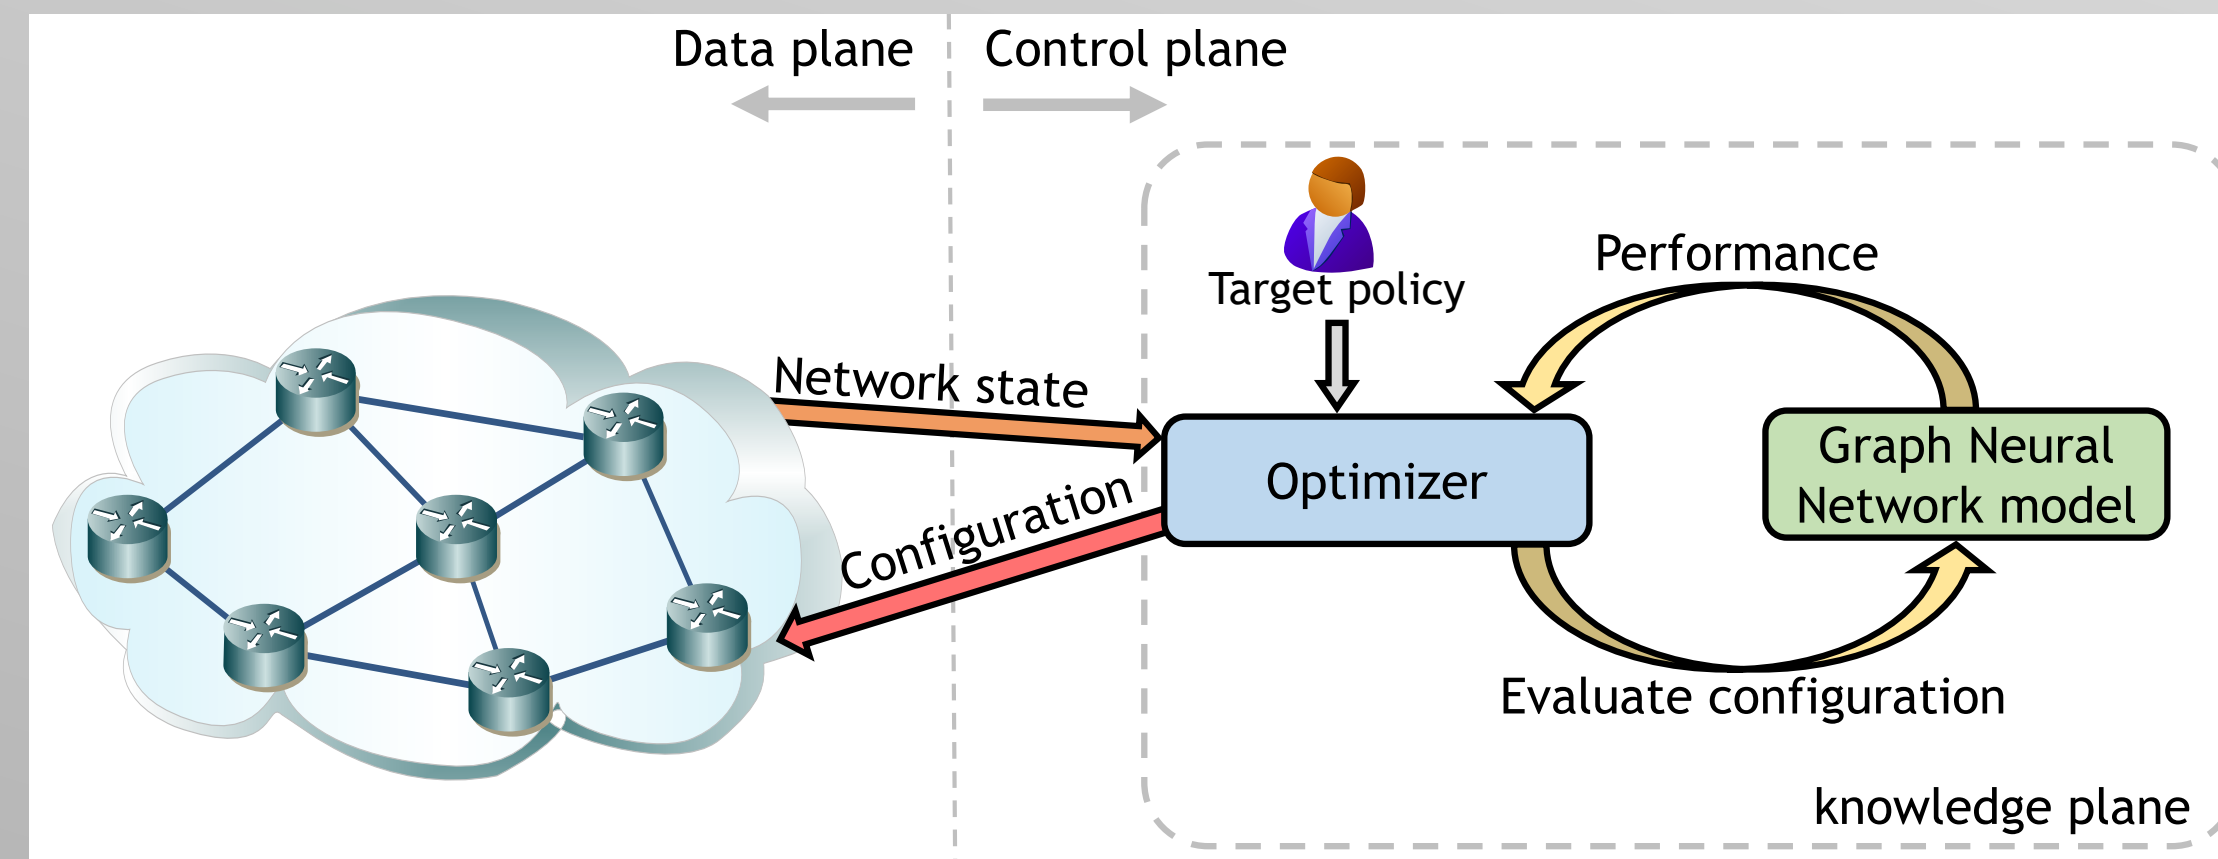 Data plane
Control plane
Target policy
Performance
Network state
Optimizer
Graph Neural
Network model
Configuration
Evaluate configuration
knowledge plane